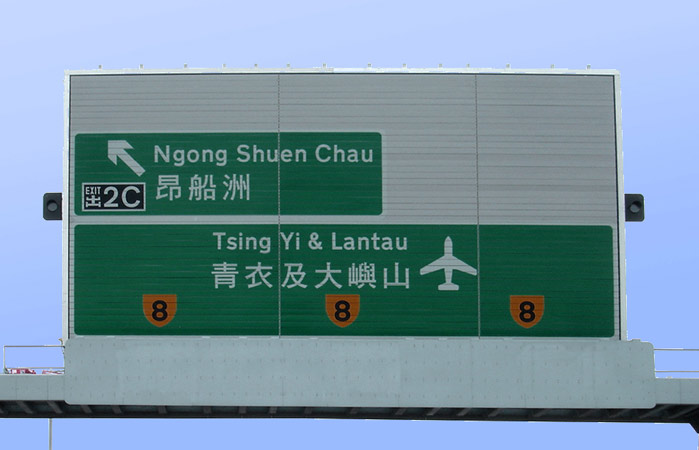 Ngong Shuen Chau
EXIT
出 2C
昂船洲
Tsing Yi & Lantau
青衣及大嶼山
8 8 8